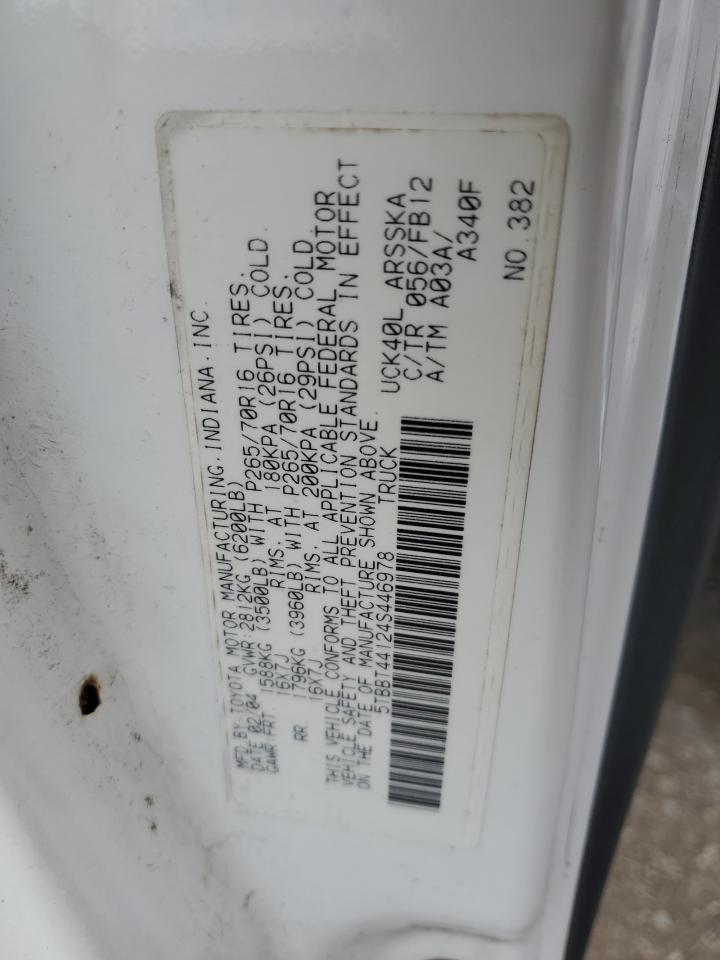 MFD. BY: TOYOTA MOTOR MANUFACTURING, INDIANA, INC.
DATE 02/04 GVWR: 2812KG (6200LB)
GAWR FRT. 1588KG (3500LB) WITH P265/70R16 TIRES.
16X7J RIMS, AT 180KPA (26PSI) COLD.
RR. 1796KG (3960LB) WITH P265/70R16 TIRES.
16X7J RIMS, AT 200KPA (29PSI) COLD
THIS VEHICLE CONFORMS TO ALL APPLICABLE FEDERAL MOTOR
VEHICLE SAFETY AND THEFT PREVENTION STANDARDS IN EFFECT
ON THE DATE OF MANUFACTURE SHOWN ABOVE.
5TBBT44124S446978 TRUCK
UCK40L ARSSKA
C/TR 056/FB12
A/TM A03A/
A340F
NO. 382